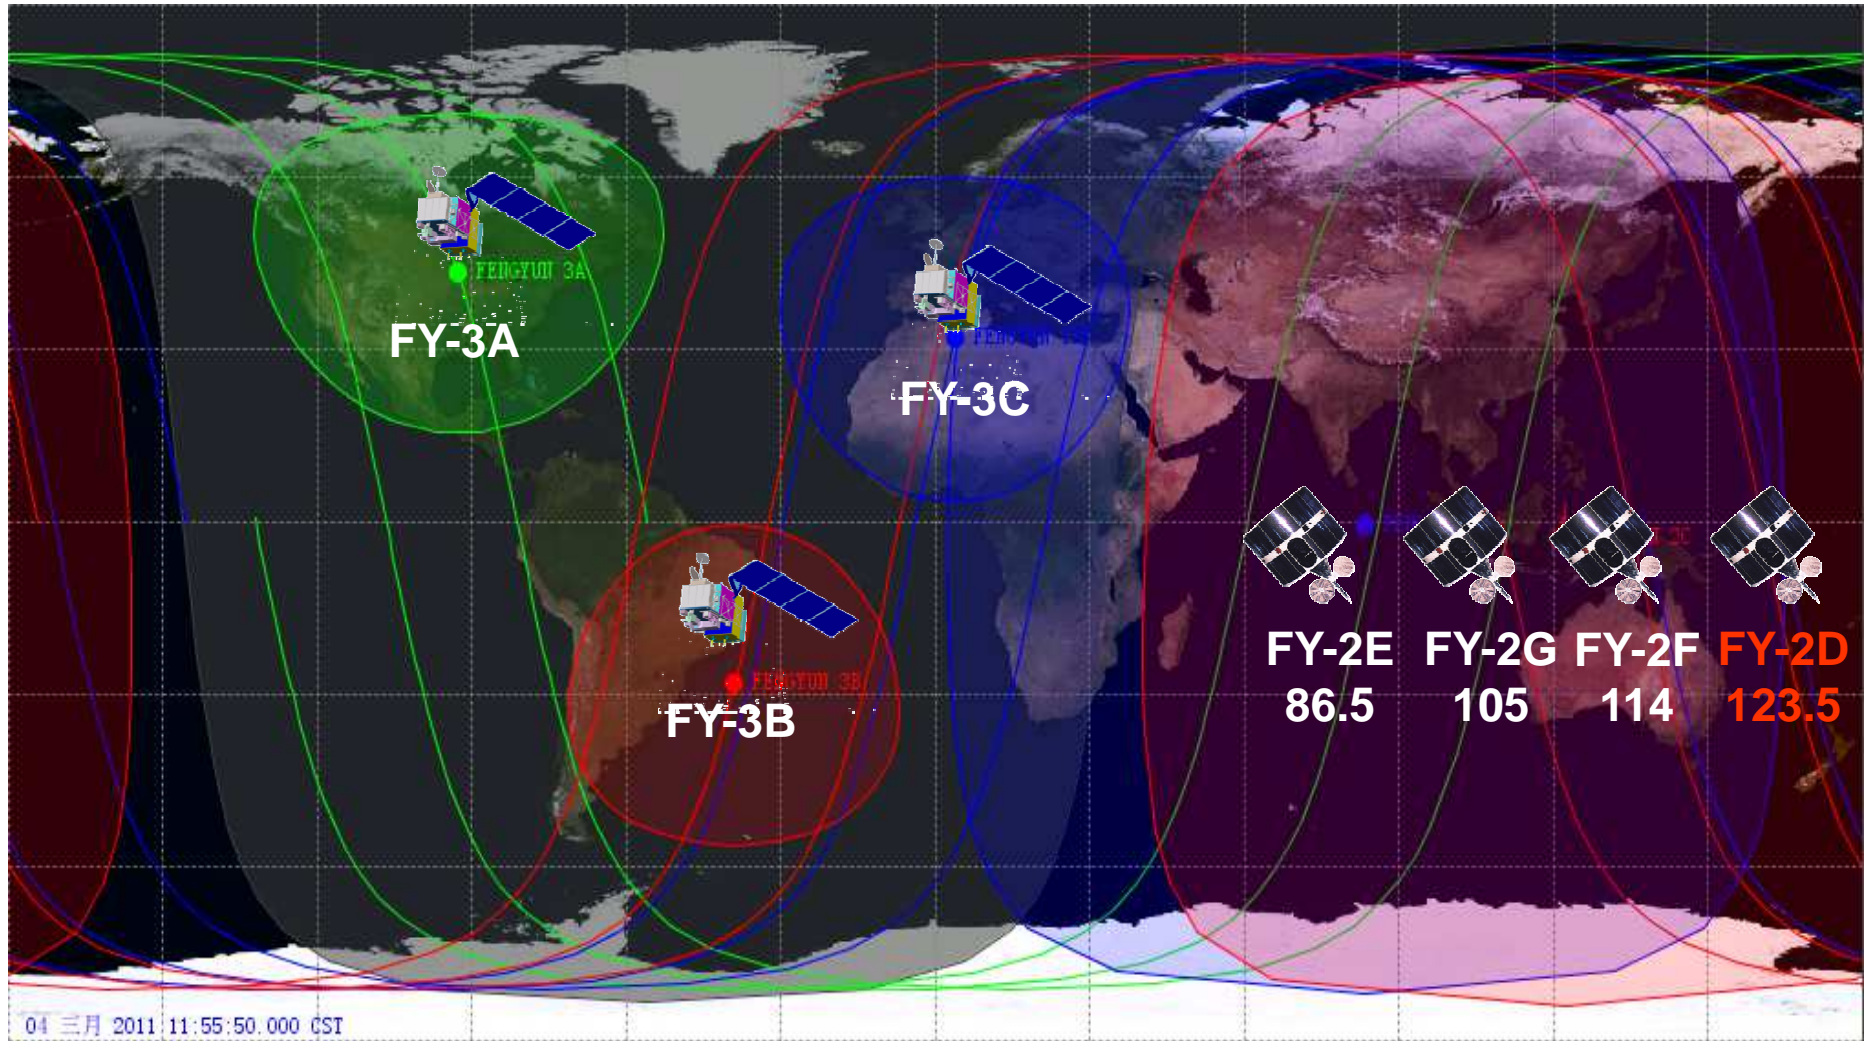 FENGYUN 3A
FY-3A
FY-3C
FENGYUN 3B
FY-3B
FY-2E
86.5
FY-2G
105
FY-2F
114
FY-2D
123.5
04 三月 2011 11:55:50.000 CST